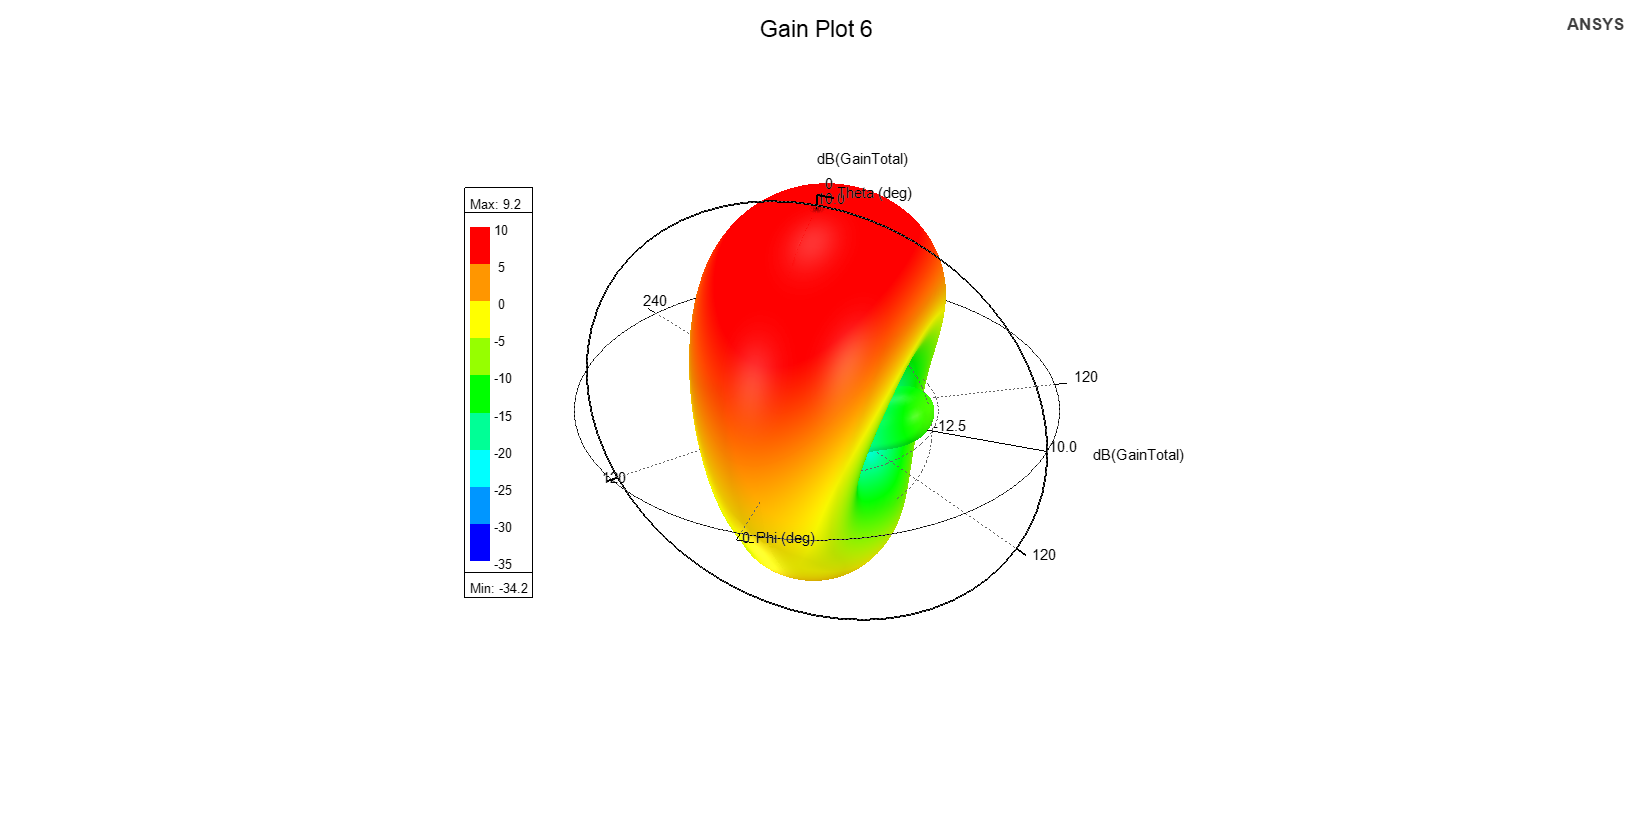 Gain Plot 6
ANSYS
dB(GainTotal)
0
Theta (deg)
Max: 9.2
10
5
0
-5
-10
-15
-20
-25
-30
-35
Min: -34.2
240
120
-12.5
10.0
dB(GainTotal)
120
0 Phi (deg)
120